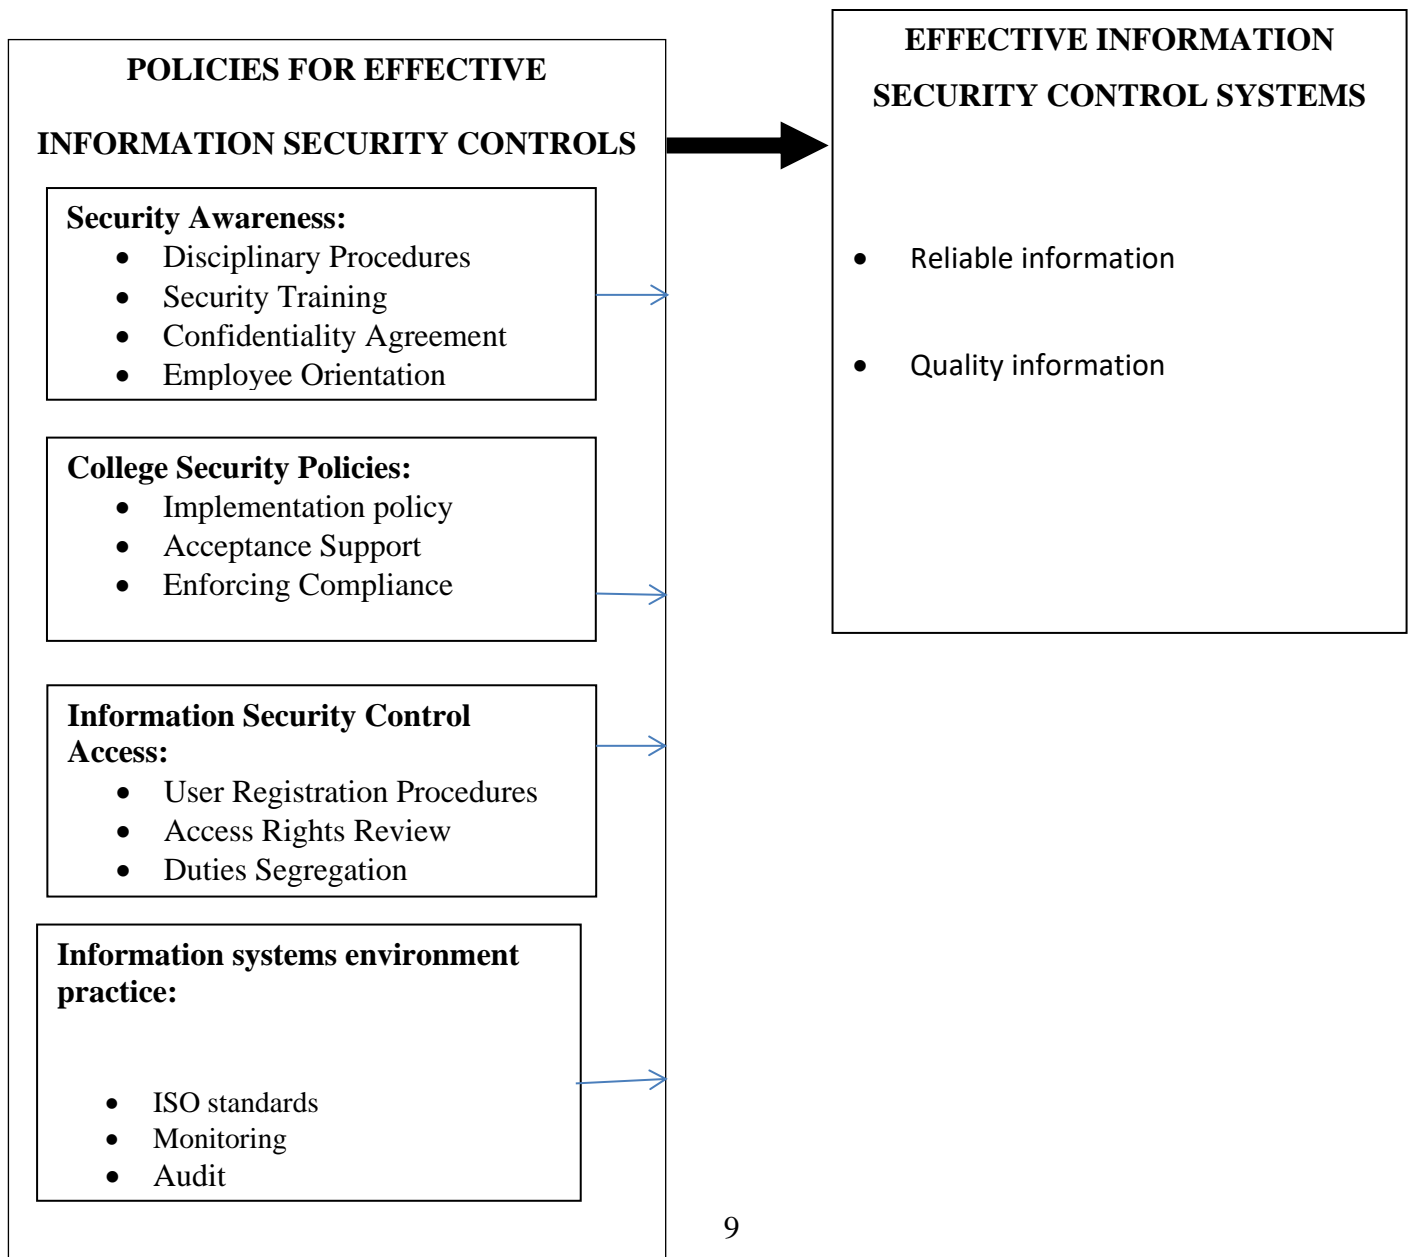 POLICIES FOR EFFECTIVE
INFORMATION SECURITY CONTROLS
Security Awareness:
• Disciplinary Procedures
• Security Training
• Confidentiality Agreement
• Employee Orientation
College Security Policies:
• Implementation policy
• Acceptance Support
• Enforcing Compliance
Information Security Control
Access:
• User Registration Procedures
• Access Rights Review
• Duties Segregation
Information systems environment
practice:
• ISO standards
• Monitoring
• Audit
EFFECTIVE INFORMATION
SECURITY CONTROL SYSTEMS
• Reliable information
• Quality information
9